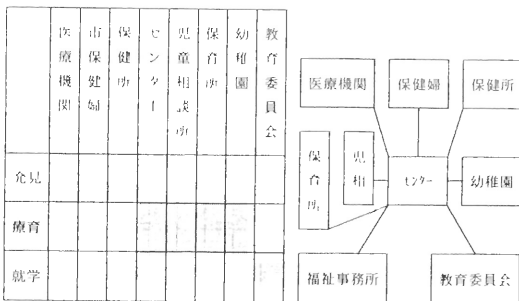 医療機関
市保健婦
保健所
センター
児童相談所
保育所
幼稚園
教育委員会
発見
療育
就学
医療機関
保健婦
保健所
保育所
児相
センター
幼稚園
福祉事務所
教育委員会